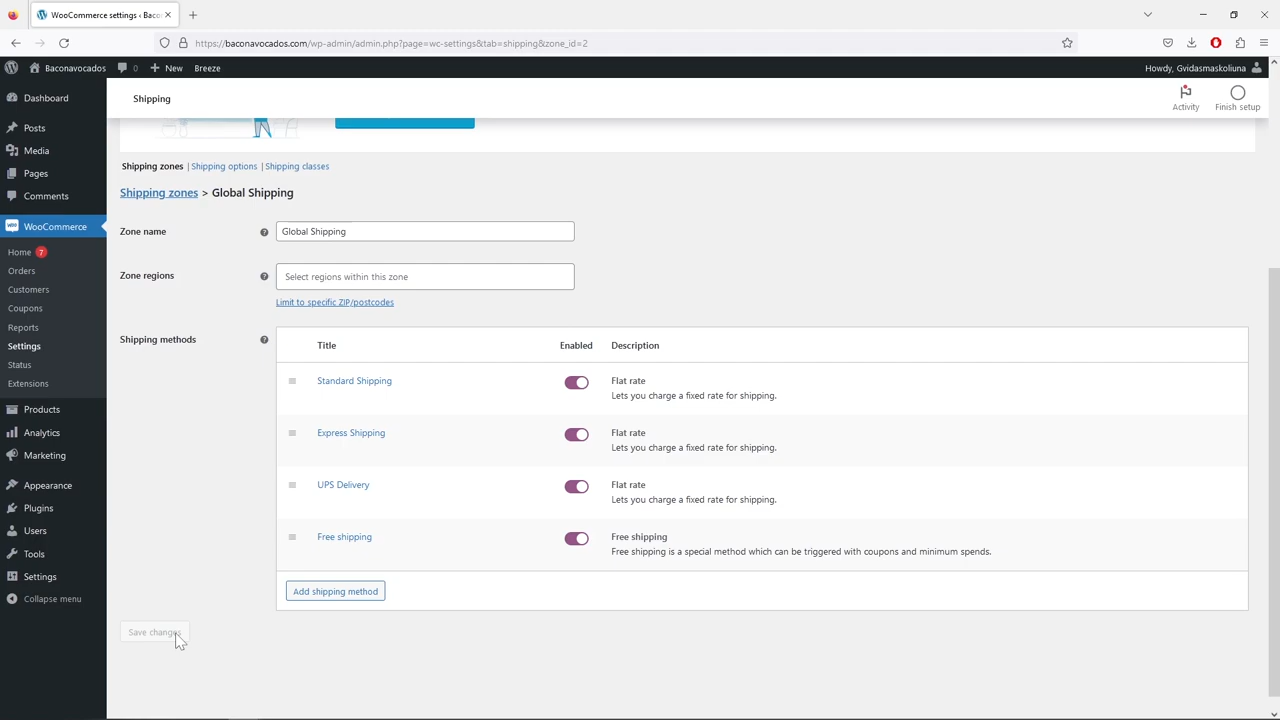 WooCommerce settings ‹ Baco
https://baconavocados.com/wp-admin/admin.php?page=wc-settings&tab=shipping&zone_id=2
Baconavocados 0 New Breeze Howdy, Gvidasmaskoliuna
Dashboard
Posts
Media
Pages
Comments
WooCommerce
Home 7
Orders
Customers
Coupons
Reports
Settings
Status
Extensions
Products
Analytics
Marketing
Appearance
Plugins
Users
Tools
Settings
Collapse menu
Shipping
Activity
Finish setup
Shipping zones | Shipping options | Shipping classes
Shipping zones > Global Shipping
Zone name
Global Shipping
Zone regions
Select regions within this zone
Limit to specific ZIP/postcodes
Shipping methods
Title Enabled Description
Standard Shipping Flat rate
Lets you charge a fixed rate for shipping.
Express Shipping Flat rate
Lets you charge a fixed rate for shipping.
UPS Delivery Flat rate
Lets you charge a fixed rate for shipping.
Free shipping Free shipping
Free shipping is a special method which can be triggered with coupons and minimum spends.
Add shipping method
Save changes